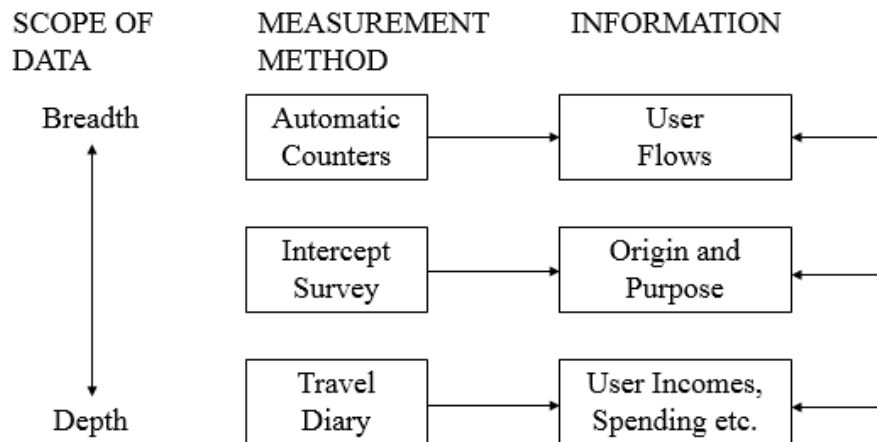 SCOPE OF
DATA
MEASUREMENT
METHOD
INFORMATION
Breadth
Automatic
Counters
User
Flows
Intercept
Survey
Origin and
Purpose
Depth
Travel
Diary
User Incomes,
Spending etc.